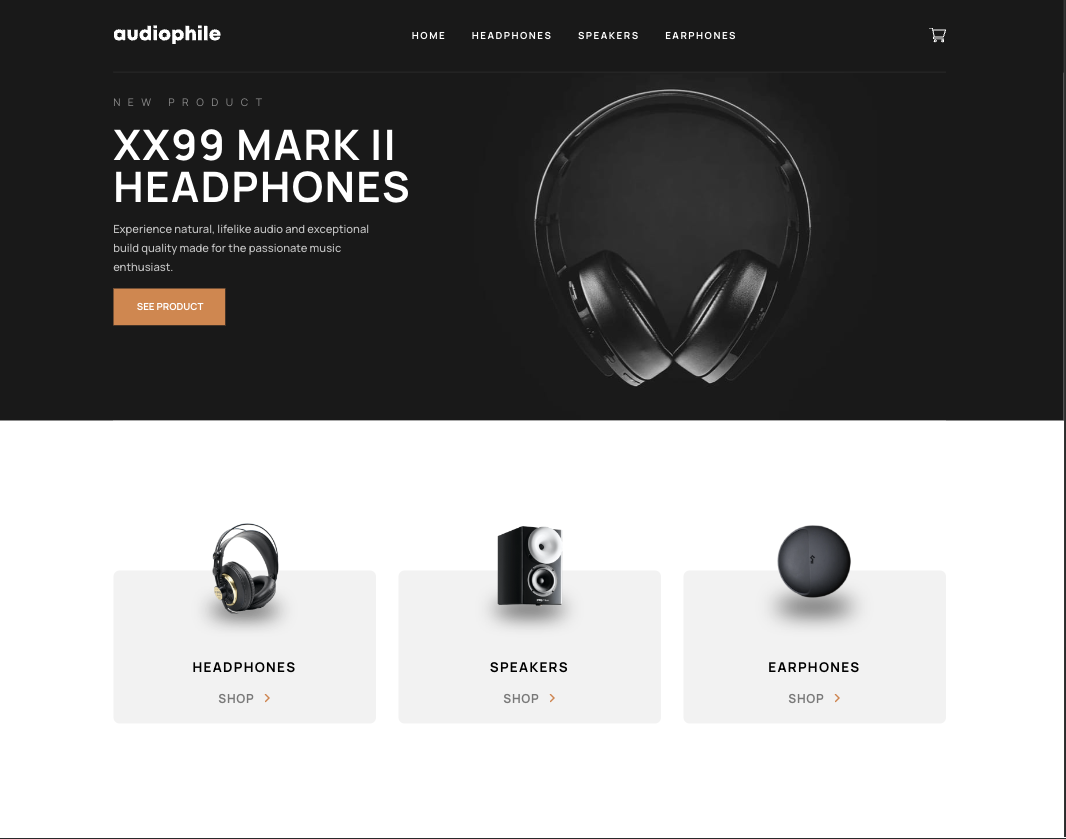 audiophile
HOME HEADPHONES SPEAKERS EARPHONES
NEW PRODUCT
XX99 MARK II
HEADPHONES
Experience natural, lifelike audio and exceptional
build quality made for the passionate music
enthusiast.
SEE PRODUCT
HEADPHONES
SHOP
SPEAKERS
SHOP
EARPHONES
SHOP